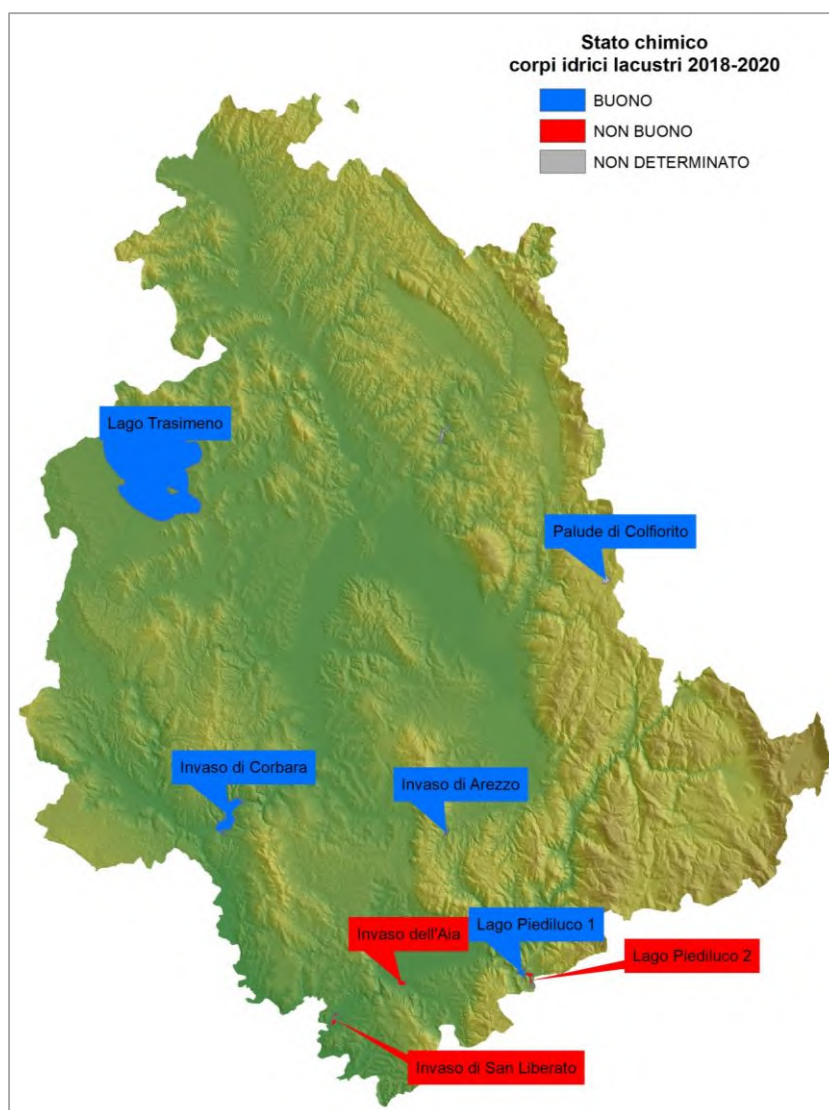 Stato chimico
corpi idrici lacustri 2018-2020
BUONO
NON BUONO
NON DETERMINATO
Lago Trasimeno
Palude di Colfiorito
Invaso di Corbara
Invaso di Arezzo
Invaso dell'Aia
Lago Piediluco 1
Lago Piediluco 2
Invaso di San Liberato